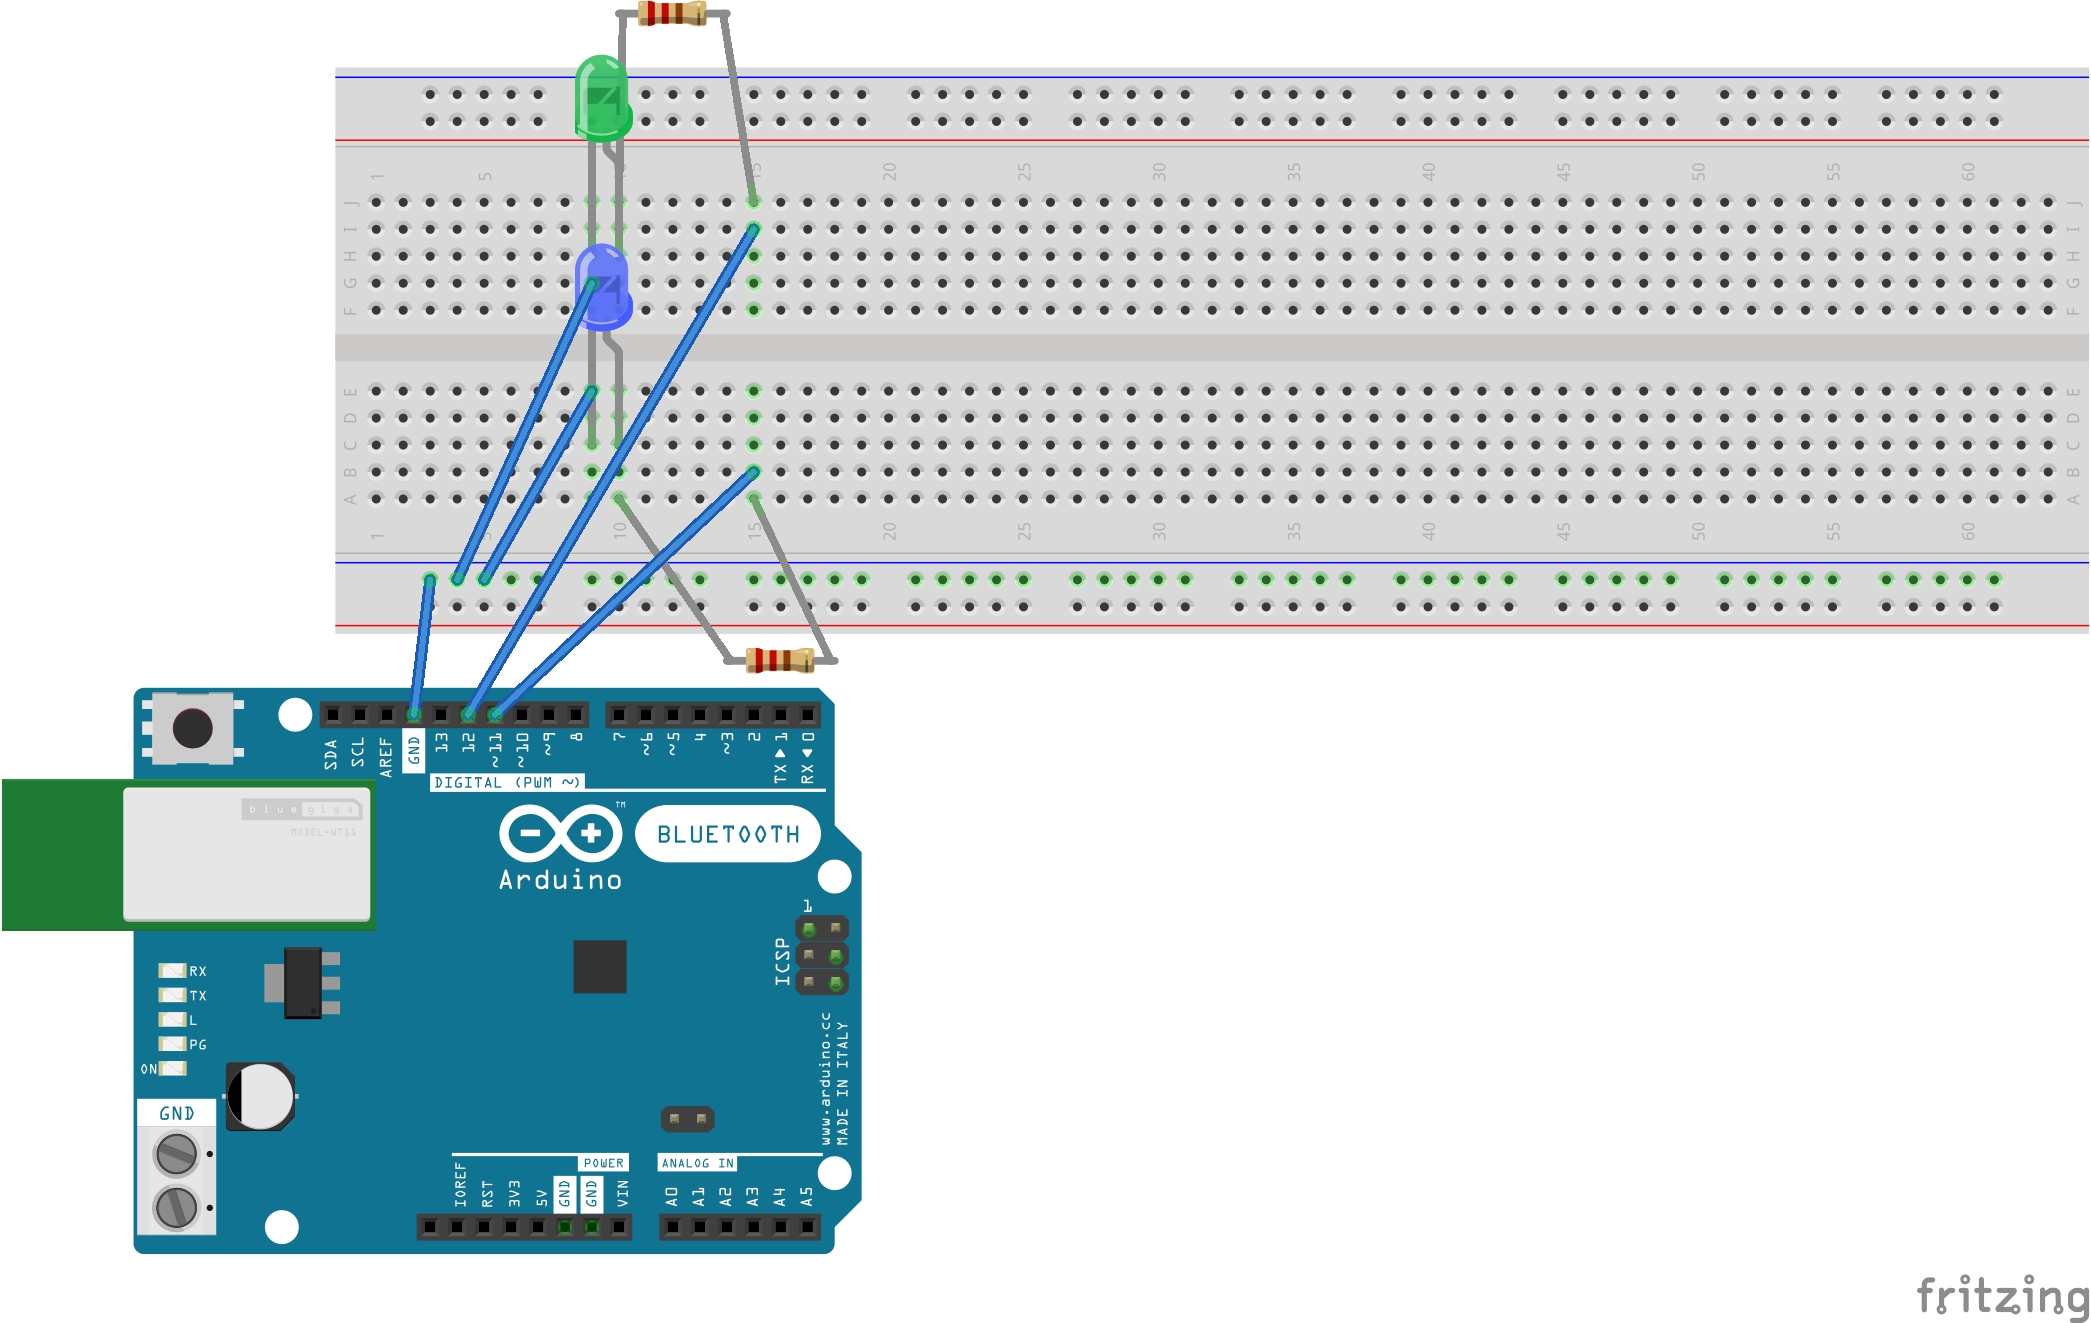 1 5 10 15 20 25 30 35 40 45 50 55 60
J J
I I
H H
G G
F F
E E
D D
C C
B B
A A
1 5 10 15 20 25 30 35 40 45 50 55 60
SDA SCL AREF GND 13 12 ~11 ~10 ~9 8 7 ~6 ~5 4 ~3 2 TX▶1 RX◀0
DIGITAL (PWM ~)
bluegiga
MODEL-WT11
TM
BLUETOOTH
Arduino
1
ICSP
RX
TX
L
PG
ON
www.arduino.cc
MADE IN ITALY
GND
POWER
ANALOG IN
IOREF RST 3V3 5V GND GND VIN A0 A1 A2 A3 A4 A5
fritzing